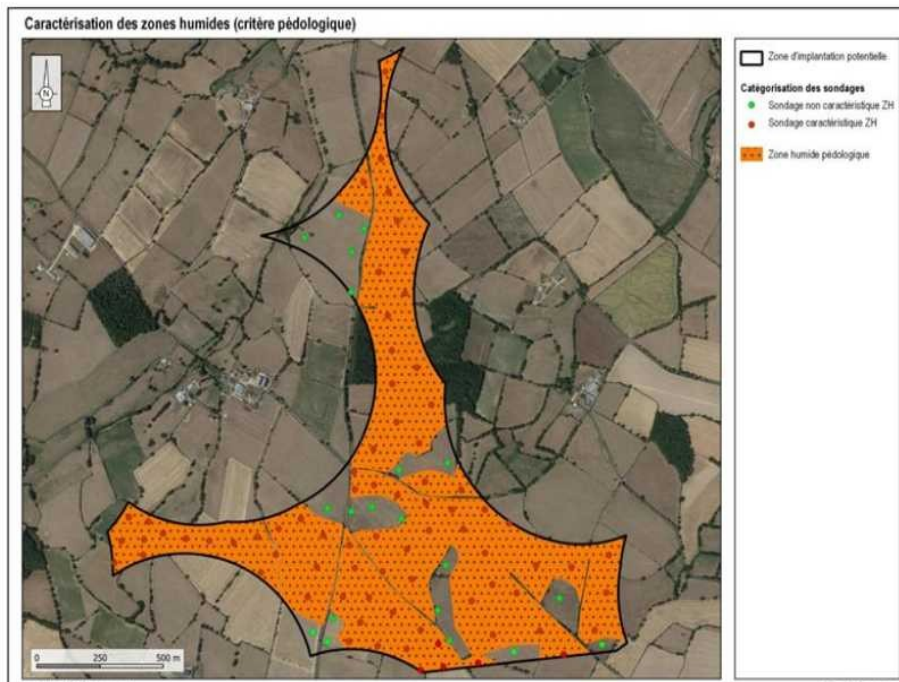 Caractérisation des zones humides (critère pédologique)
N
Zone d'implantation potentielle
Catégorisation des sondages
Sondage non caractéristique ZH
Sondage caractéristique ZH
Zone humide pédologique
0 250 500 m